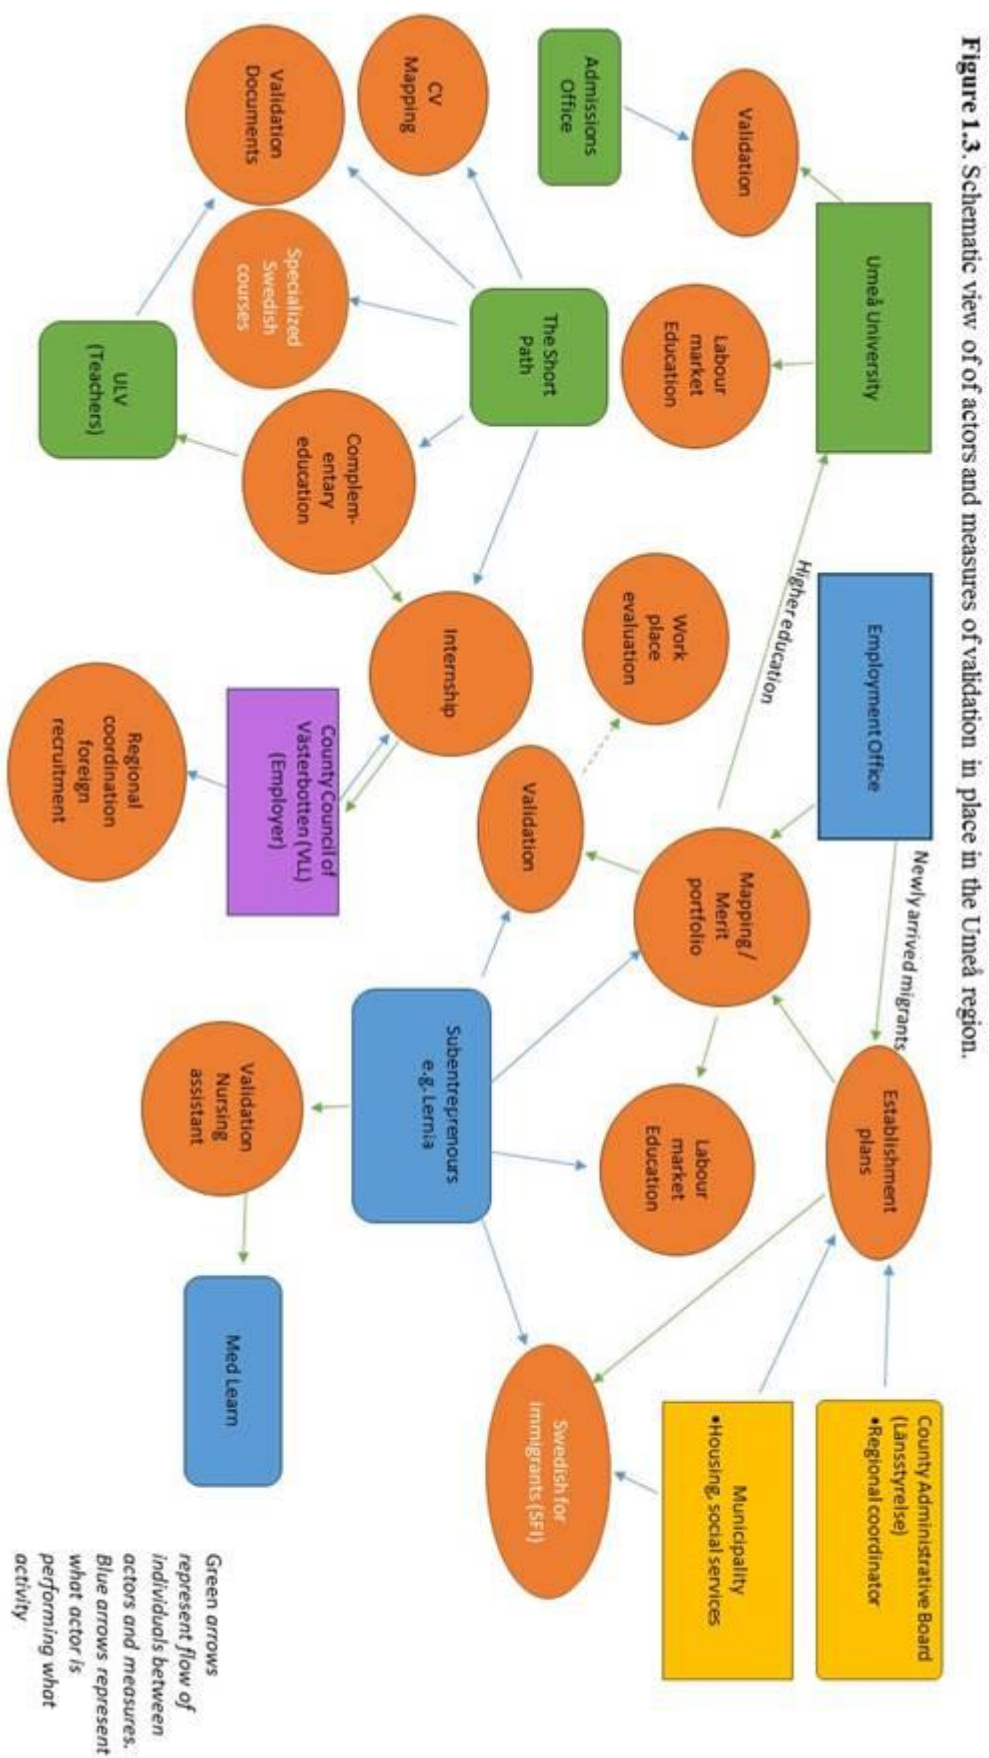 Figure 1.3. Schematic view of of actors and measures of validation in place in the Umeå region.
Umeå University
Employment Office
County Administrative Board
(Länsstyrelse)
•Regional coordinator
Newly arrived migrants
Establishment
plans
Municipality
•Housing, social services
Validation
Admissions
Office
Labour
market
Education
Higher education
Mapping/
Merit
portfolio
Work
place
evaluation
Labour
market
Education
The Short
Path
Validation
Swedish for
immigrants (SFI)
CV
Mapping
Internship
Subentreprenours
e.g. Lernia
Validation
Documents
Specialized
Swedish
courses
Complem-
entary
education
County Council of
Västerbotten (VLL)
(Employer)
Validation
Nursing
assistant
Med Learn
ULV
(Teachers)
Regional
coordination
foreign
recruitment
Green arrows
represent flow of
individuals between
actors and measures.
Blue arrows represent
what actor is
performing what
activity